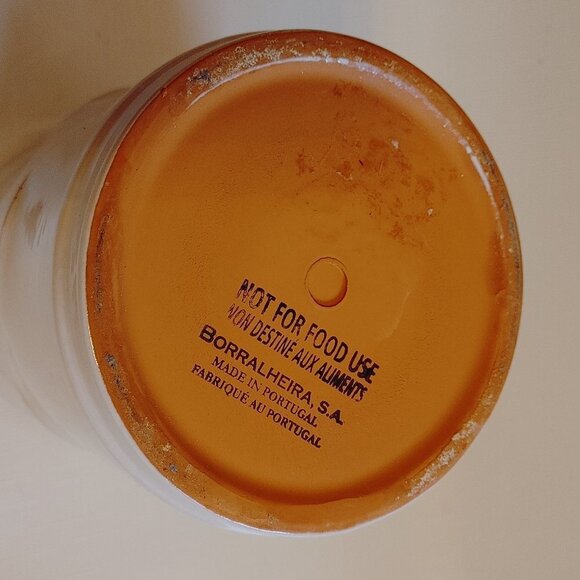 NOT FOR FOOD USE
NON DESTINÉ AUX ALIMENTS
BORRALHEIRA, S.A.
MADE IN PORTUGAL
FABRIQUÉ AU PORTUGAL